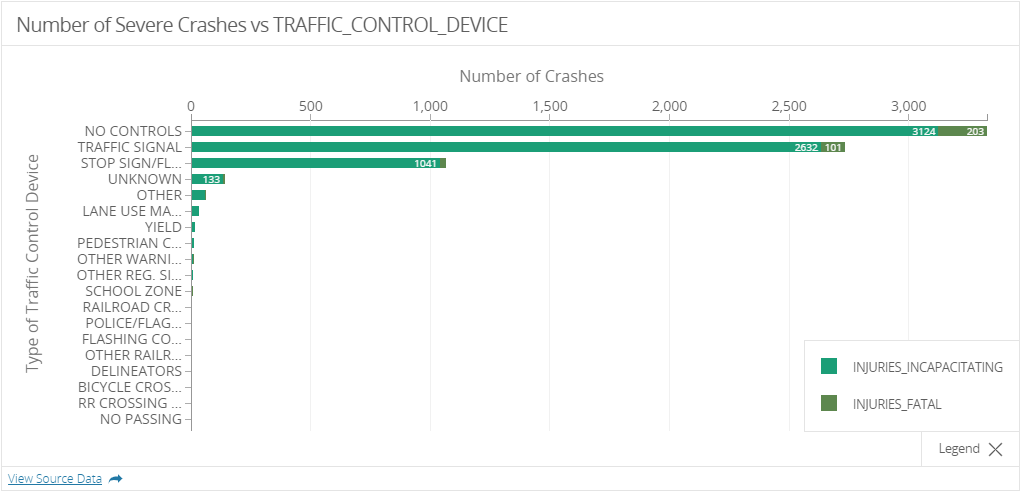 Number of Severe Crashes vs TRAFFIC_CONTROL_DEVICE
Number of Crashes
0 500 1,000 1,500 2,000 2,500 3,000
Type of Traffic Control Device
NO CONTROLS 3124 203
TRAFFIC SIGNAL 2632 101
STOP SIGN/FL... 1041
UNKNOWN 133
OTHER
LANE USE MA...
YIELD
PEDESTRIAN C...
OTHER WARNI...
OTHER REG. SI...
SCHOOL ZONE
RAILROAD CR...
POLICE/FLAG...
FLASHING CO...
OTHER RAILR...
DELINEATORS
BICYCLE CROS...
RR CROSSING ...
NO PASSING
INJURIES_INCAPACITATING
INJURIES_FATAL
Legend
View Source Data